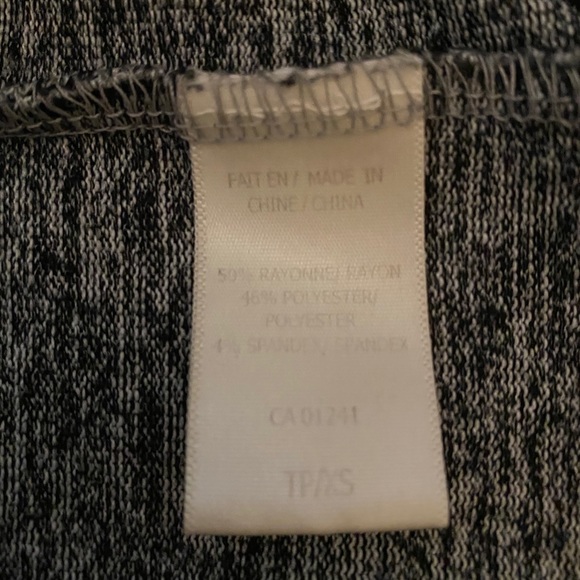 FAIT EN / MADE IN
CHINE / CHINA
50% RAYONNE/ RAYON
46% POLYESTER/
POLYESTER
4% SPANDEX/ SPANDEX
CA 01241
TP/XS